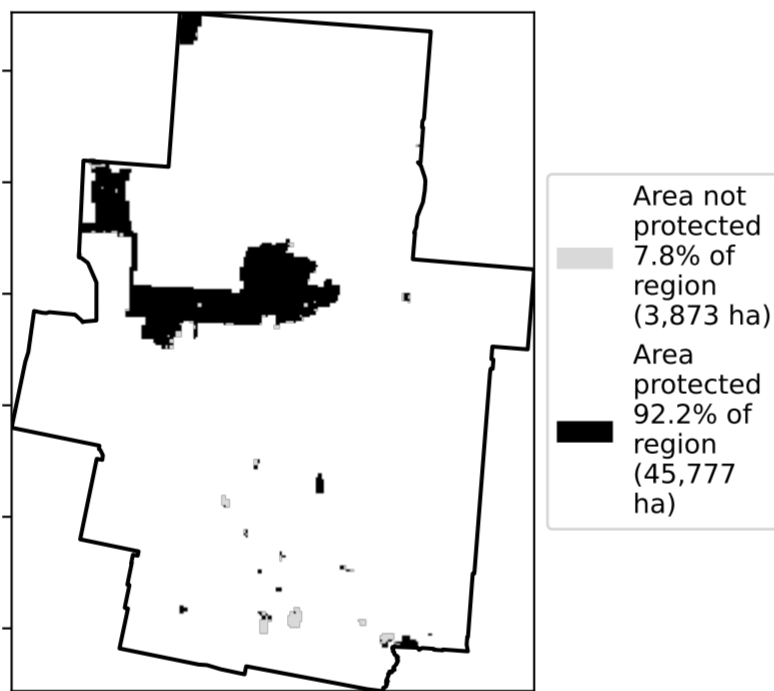 Area not
protected
7.8% of
region
(3,873 ha)
Area
protected
92.2% of
region
(45,777
ha)